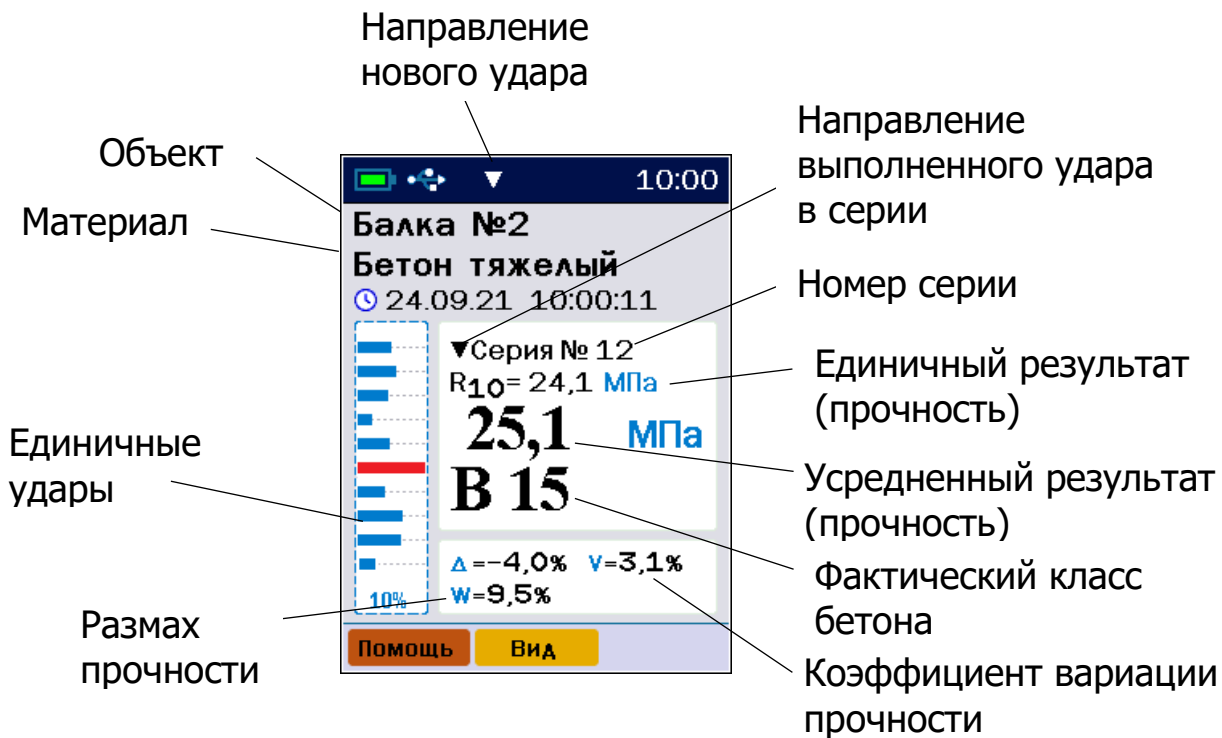 Направление
нового удара
Объект
Материал
Единичные
удары
Размах
прочности
10:00
Балка №2
Бетон тяжелый
24.09.21 10:00:11
▼Серия № 12
R10= 24,1 МПа
25,1 МПа
B 15
10%
Δ =−4,0% V=3,1%
W=9,5%
Помощь Вид
Направление
выполненного удара
в серии
Номер серии
Единичный результат
(прочность)
Усредненный результат
(прочность)
Фактический класс
бетона
Коэффициент вариации
прочности